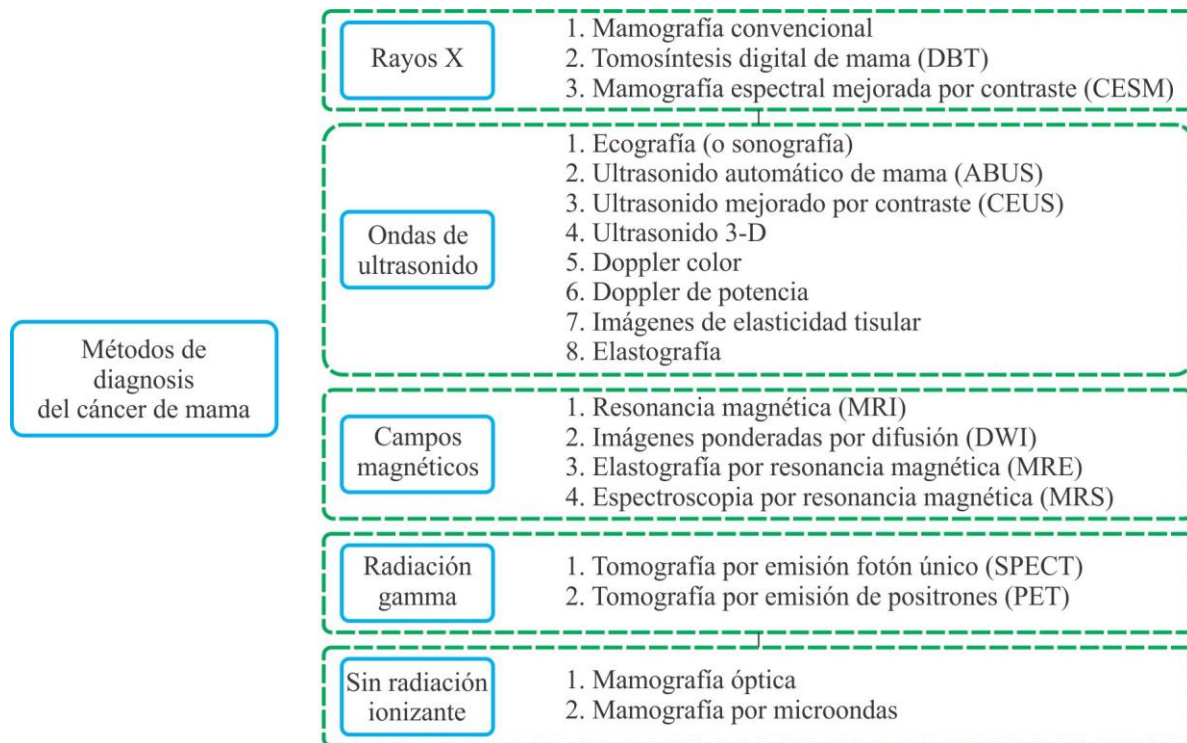 Métodos de
diagnosis
del cáncer de mama
Rayos X
1. Mamografía convencional
2. Tomosíntesis digital de mama (DBT)
3. Mamografía espectral mejorada por contraste (CESM)
Ondas de
ultrasonido
1. Ecografía (o sonografía)
2. Ultrasonido automático de mama (ABUS)
3. Ultrasonido mejorado por contraste (CEUS)
4. Ultrasonido 3-D
5. Doppler color
6. Doppler de potencia
7. Imágenes de elasticidad tisular
8. Elastografía
Campos
magnéticos
1. Resonancia magnética (MRI)
2. Imágenes ponderadas por difusión (DWI)
3. Elastografía por resonancia magnética (MRE)
4. Espectroscopia por resonancia magnética (MRS)
Radiación
gamma
1. Tomografía por emisión fotón único (SPECT)
2. Tomografía por emisión de positrones (PET)
Sin radiación
ionizante
1. Mamografía óptica
2. Mamografía por microondas